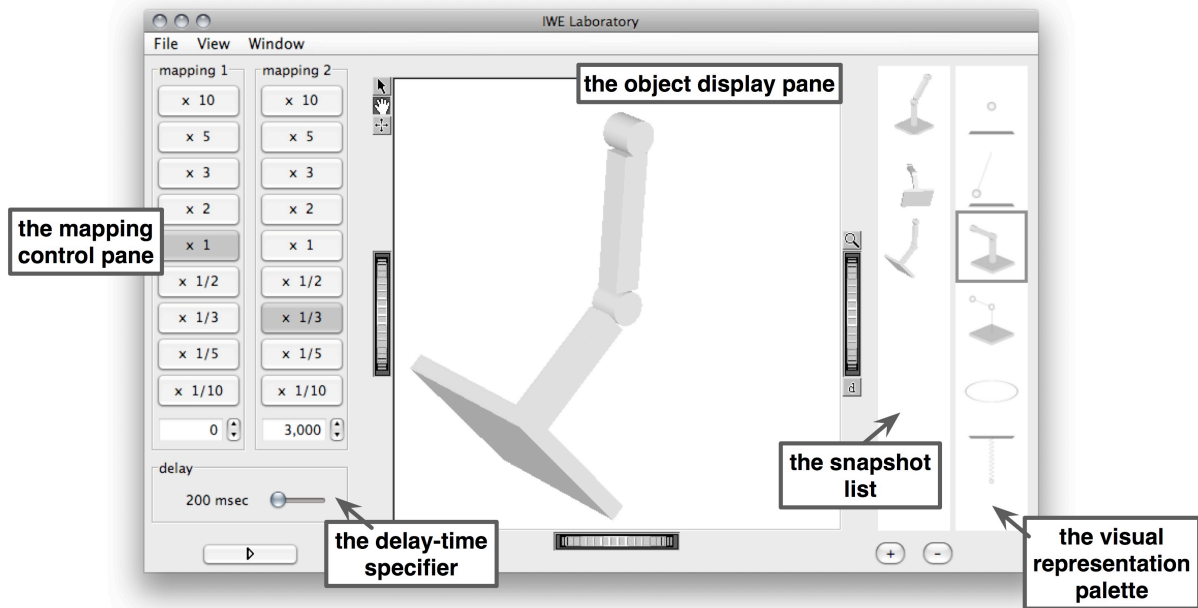 IWE Laboratory
File View Window
mapping 1 mapping 2
x 10 x 10
x 5 x 5
x 3 x 3
x 2 x 2
x 1 x 1
x 1/2 x 1/2
x 1/3 x 1/3
x 1/5 x 1/5
x 1/10 x 1/10
0 3,000
delay
200 msec
the mapping
control pane
the object display pane
d
the snapshot
list
the delay-time
specifier
+ -
the visual
representation
palette